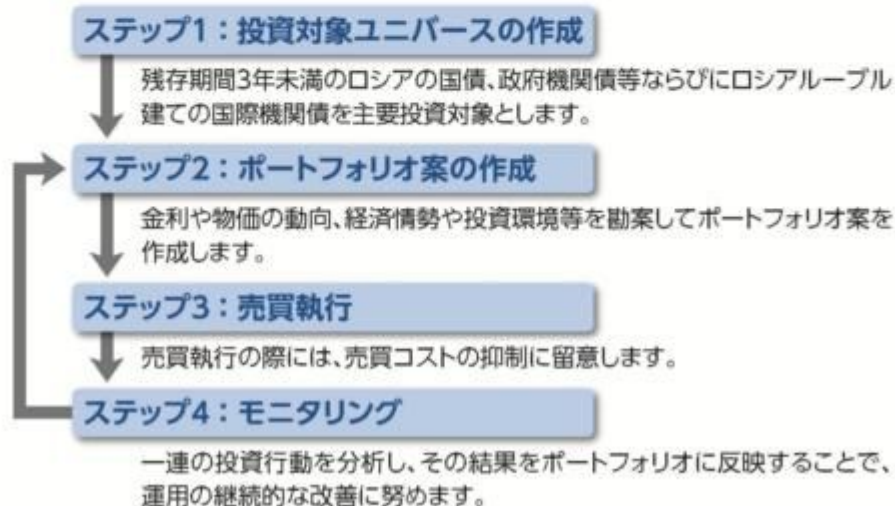 ステップ1：投資対象ユニバースの作成
残存期間3年未満のロシアの国債、政府機関債等ならびにロシアルーブル
建ての国際機関債を主要投資対象とします。
ステップ2：ポートフォリオ案の作成
金利や物価の動向、経済情勢や投資環境等を勘案してポートフォリオ案を
作成します。
ステップ3：売買執行
売買執行の際には、売買コストの抑制に留意します。
ステップ4：モニタリング
一連の投資行動を分析し、その結果をポートフォリオに反映することで、
運用の継続的な改善に努めます。